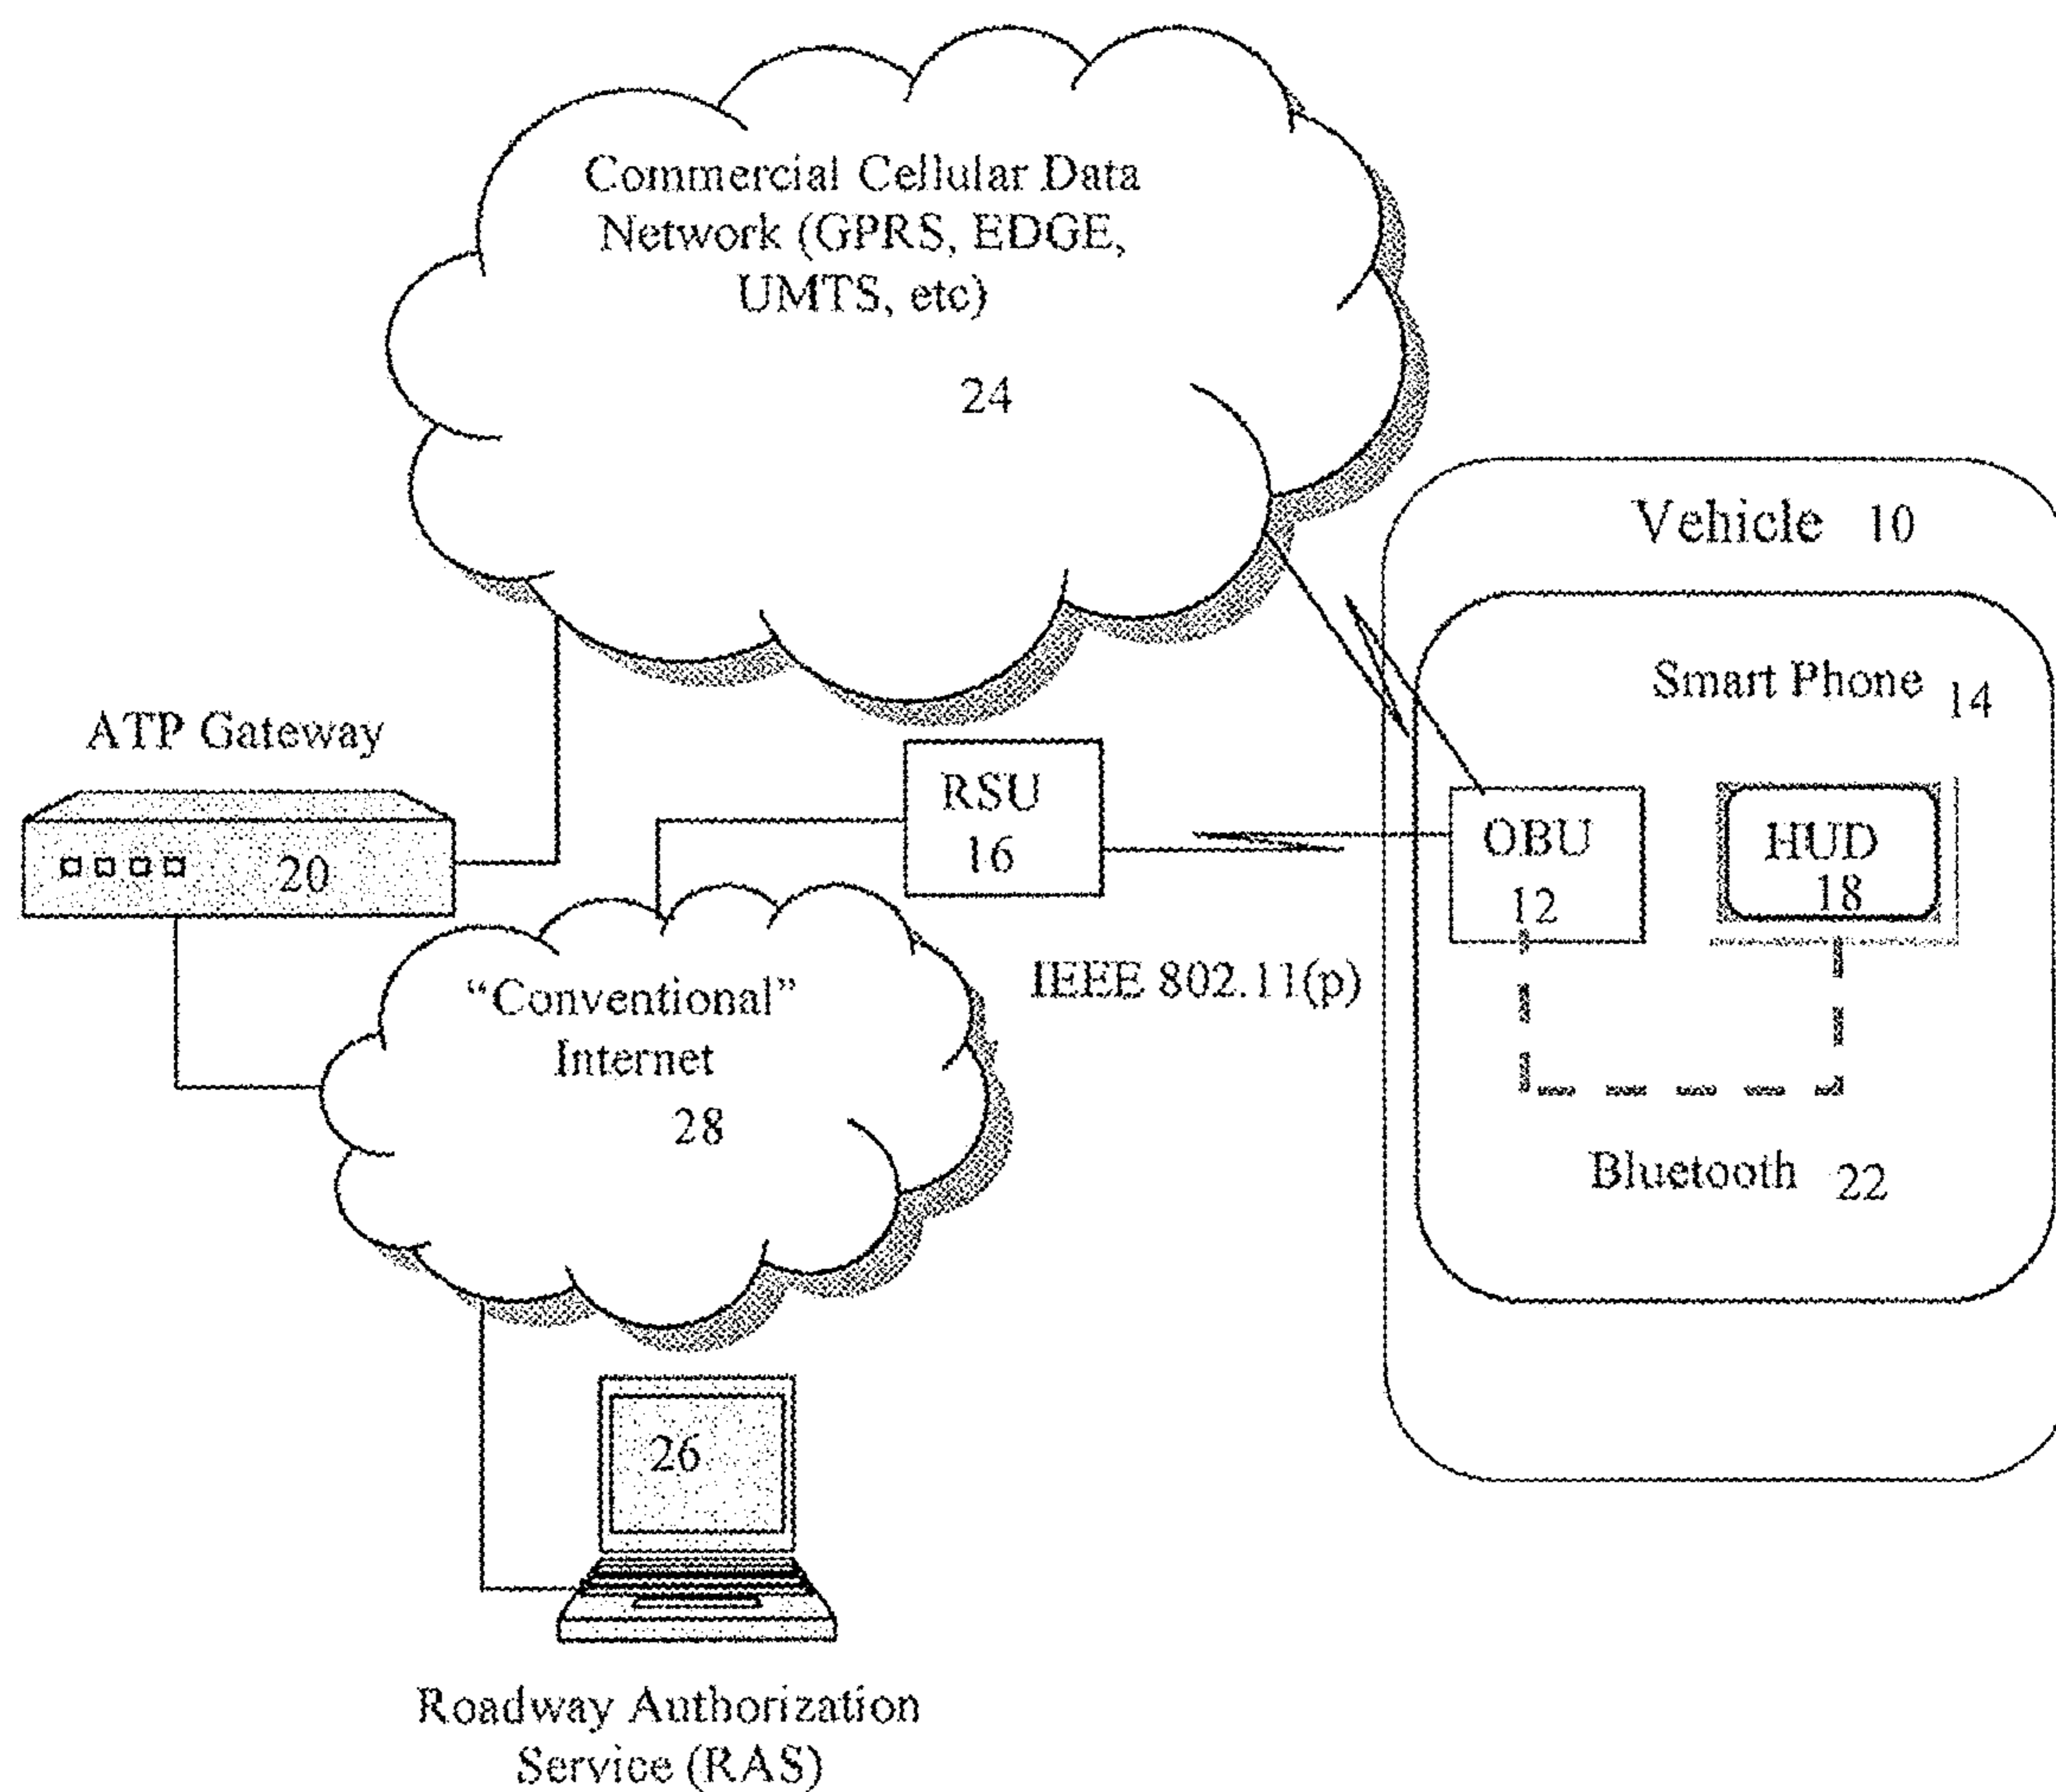 Commercial Cellular Data
Network (GPRS, EDGE,
UMTS, etc)
24
Vehicle 10
Smart Phone 14
ATP Gateway
20
RSU
16
OBU
12
HUD
18
IEEE 802.11(p)
"Conventional"
Internet
28
Bluetooth 22
26
Roadway Authorization
Service (RAS)